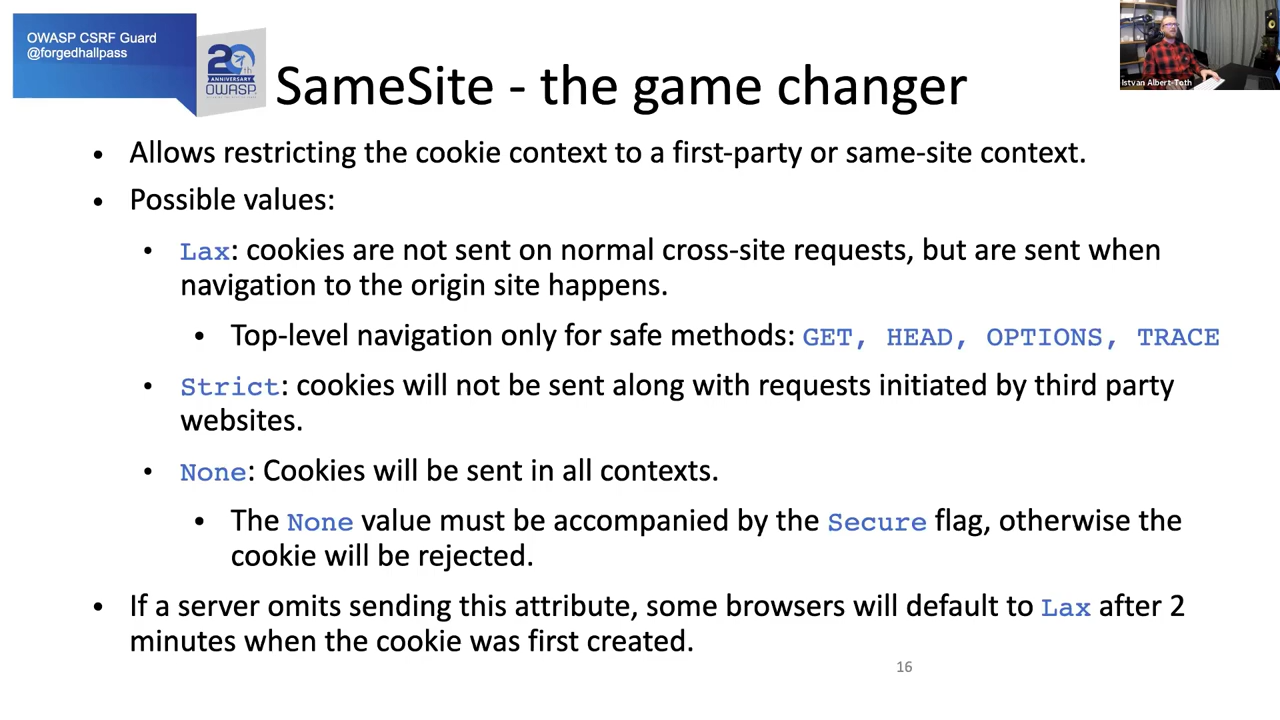 OWASP CSRF Guard
@forgedhallpass
20th
ANNIVERSARY
OWASP
SameSite - the game changer
Istvan Albert-Toth
• Allows restricting the cookie context to a first-party or same-site context.
• Possible values:
• Lax: cookies are not sent on normal cross-site requests, but are sent when
navigation to the origin site happens.
• Top-level navigation only for safe methods: GET, HEAD, OPTIONS, TRACE
• Strict: cookies will not be sent along with requests initiated by third party
websites.
• None: Cookies will be sent in all contexts.
• The None value must be accompanied by the Secure flag, otherwise the
cookie will be rejected.
• If a server omits sending this attribute, some browsers will default to Lax after 2
minutes when the cookie was first created.
16